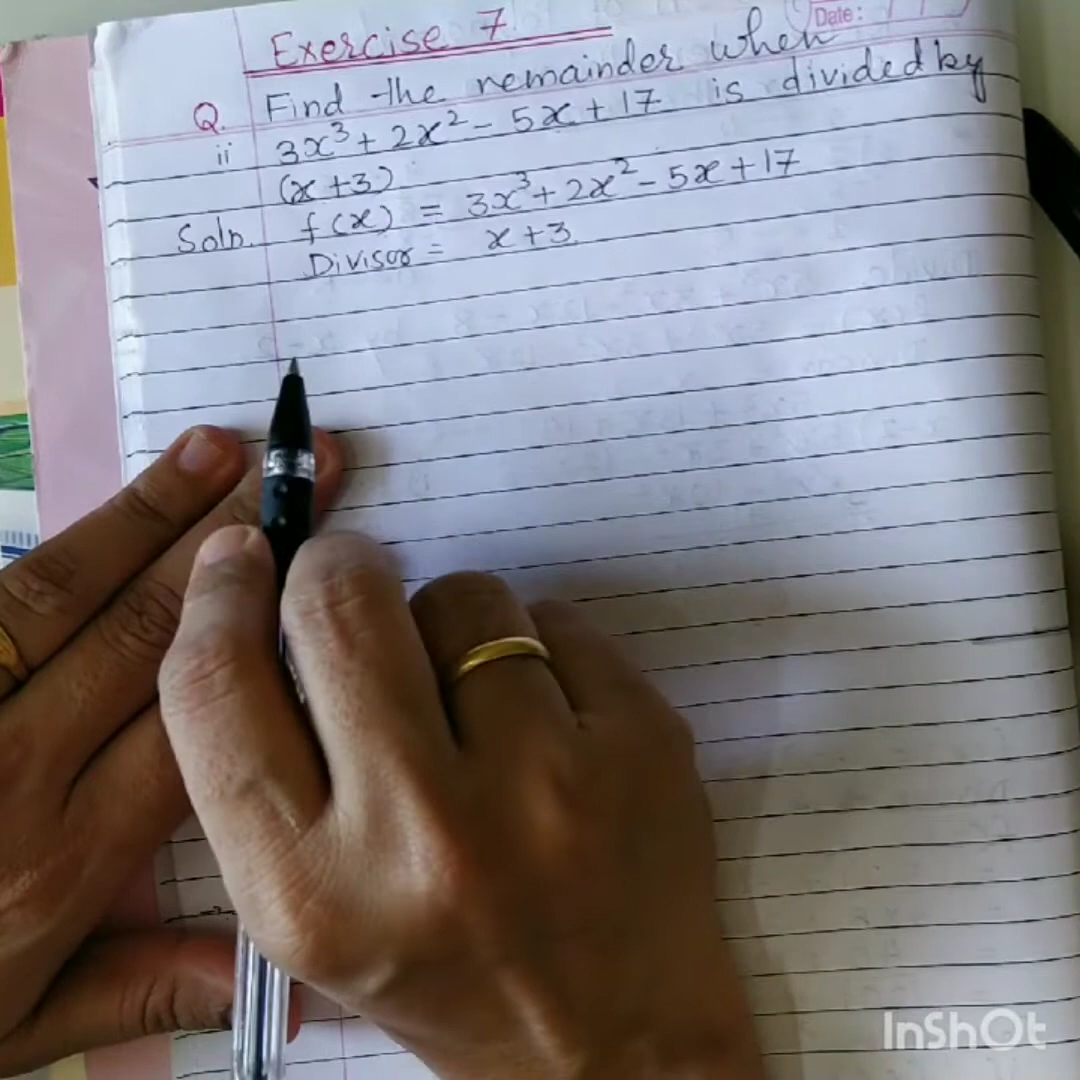 Date:
Exercise 7.
Q. Find the remainder when
ii 3x³ + 2x² - 5x + 17 is divided by
(x + 3)
Soln. f(x) = 3x³ + 2x² - 5x + 17
Divisor = x + 3.
InShOt